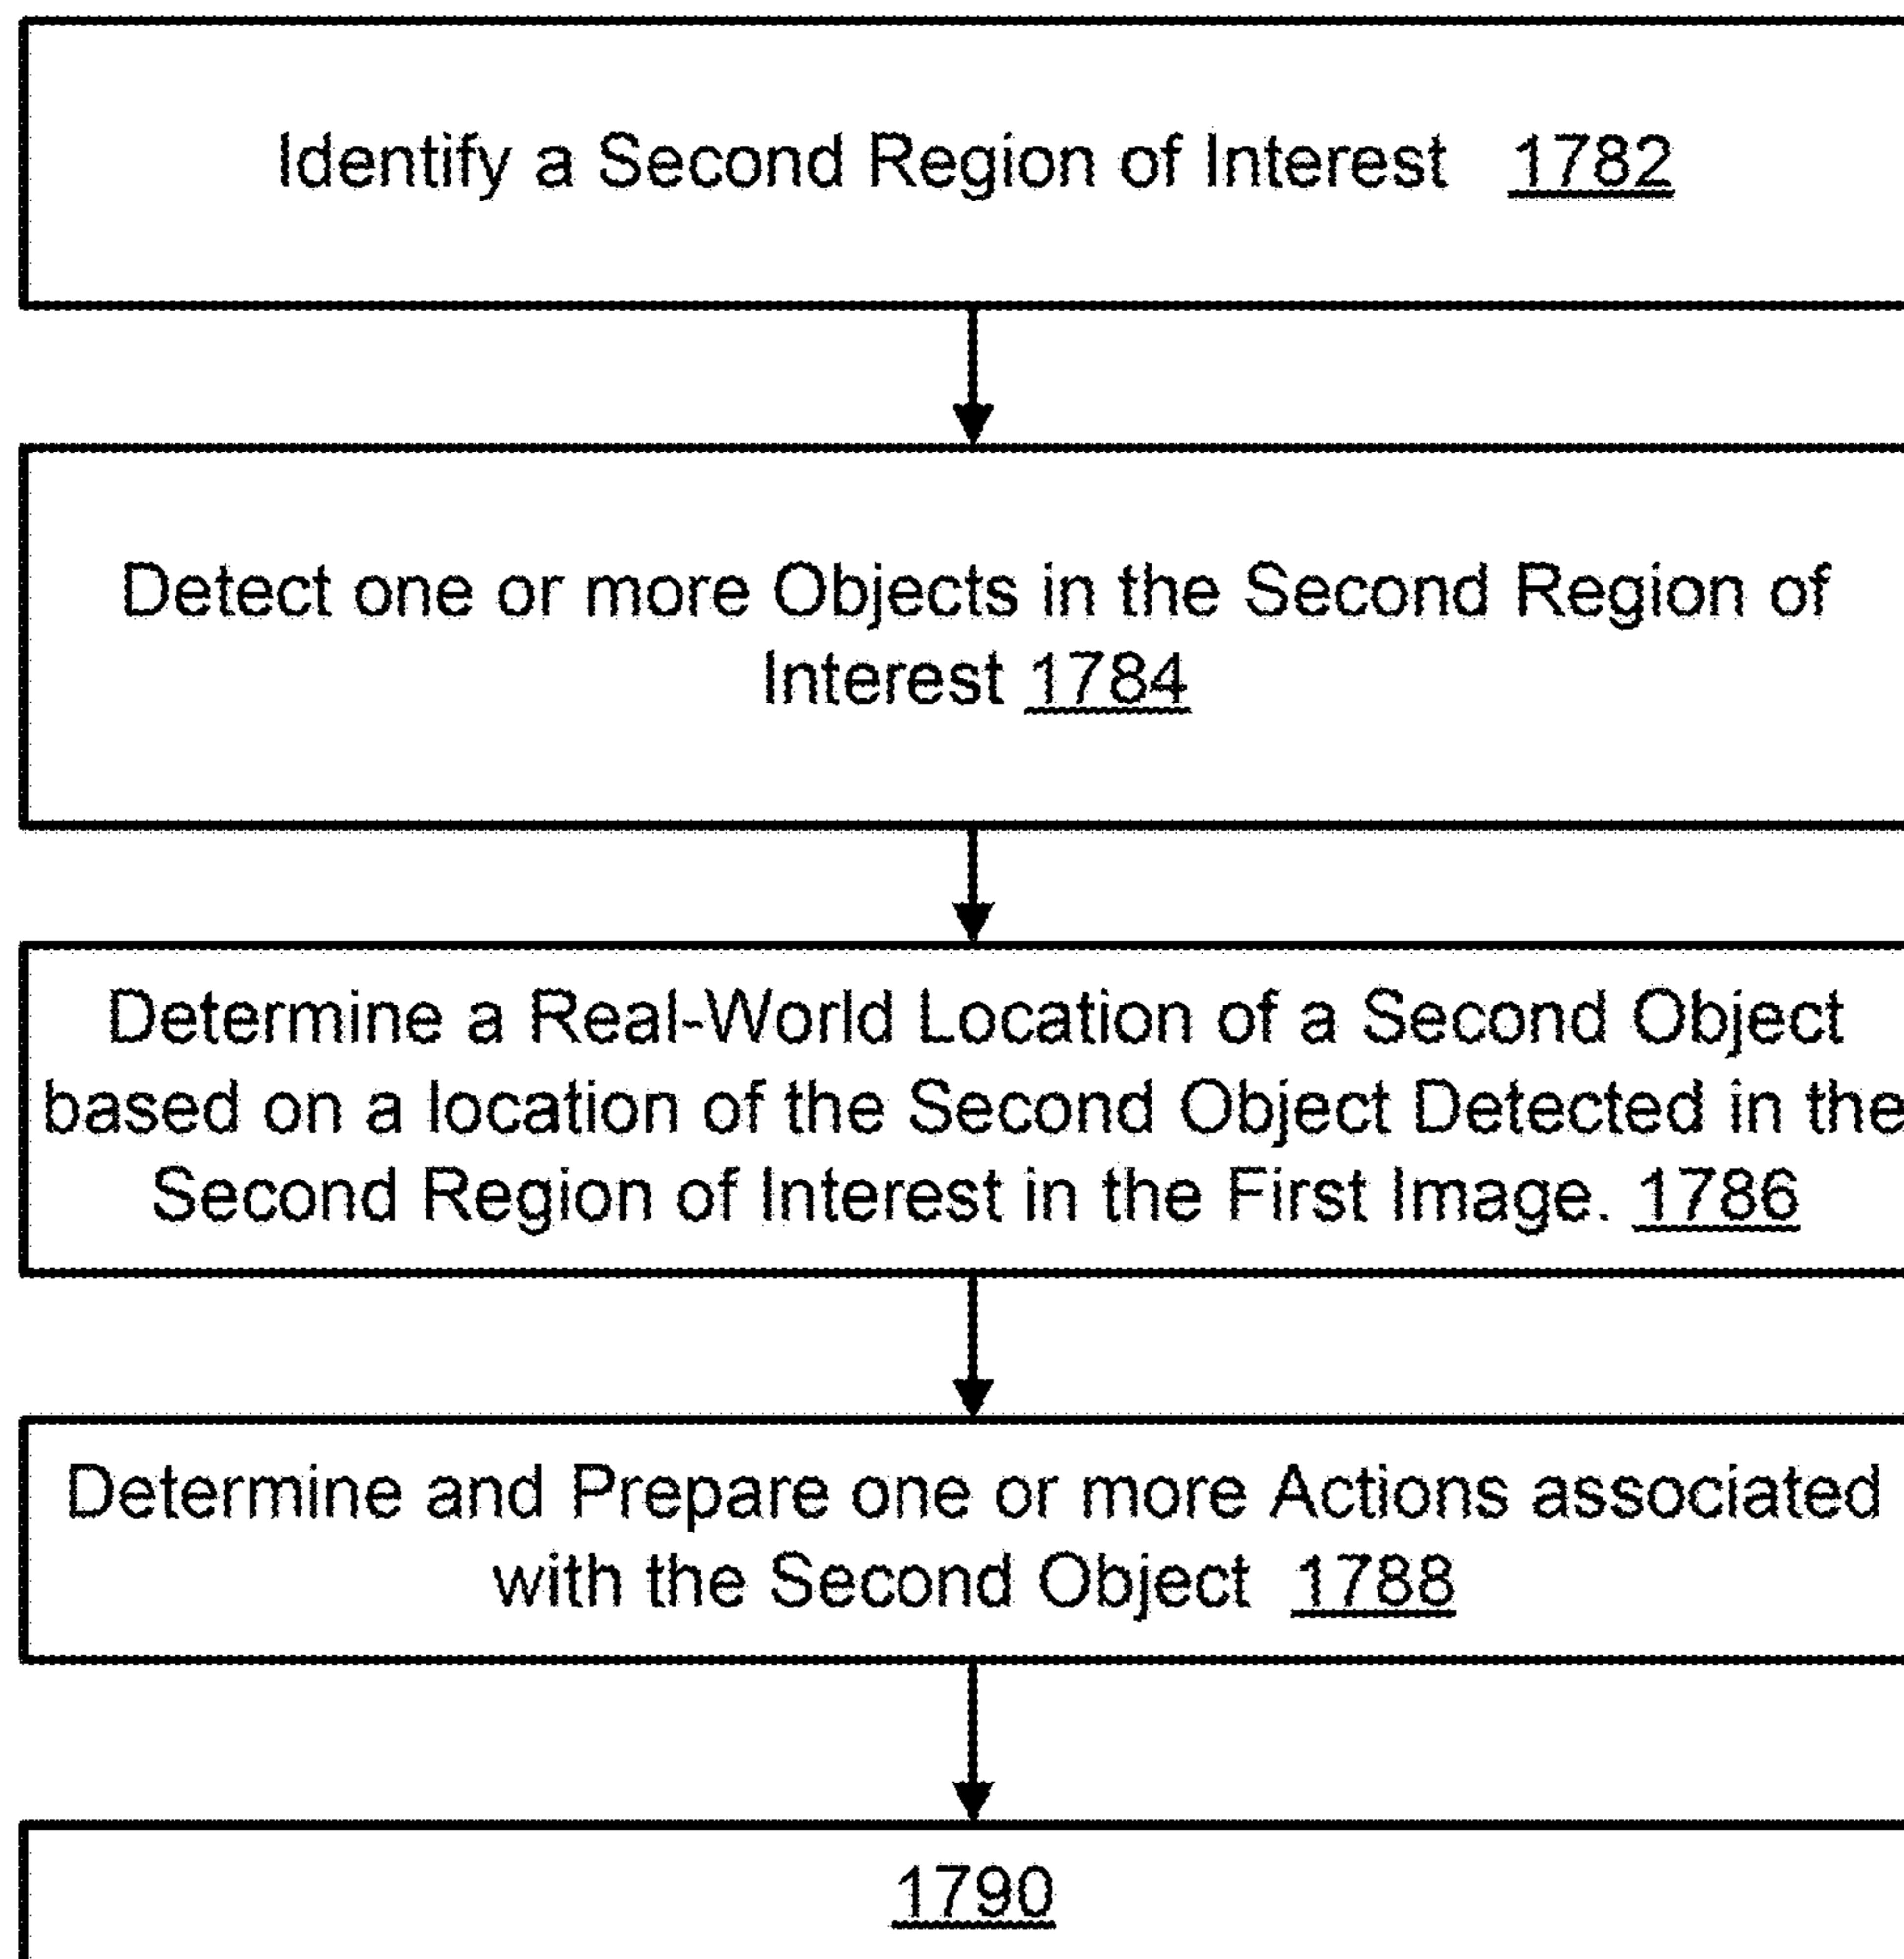 Identify a Second Region of Interest 1782
Detect one or more Objects in the Second Region of
Interest 1784
Determine a Real-World Location of a Second Object
based on a location of the Second Object Detected in the
Second Region of Interest in the First Image. 1786
Determine and Prepare one or more Actions associated
with the Second Object 1788
1790